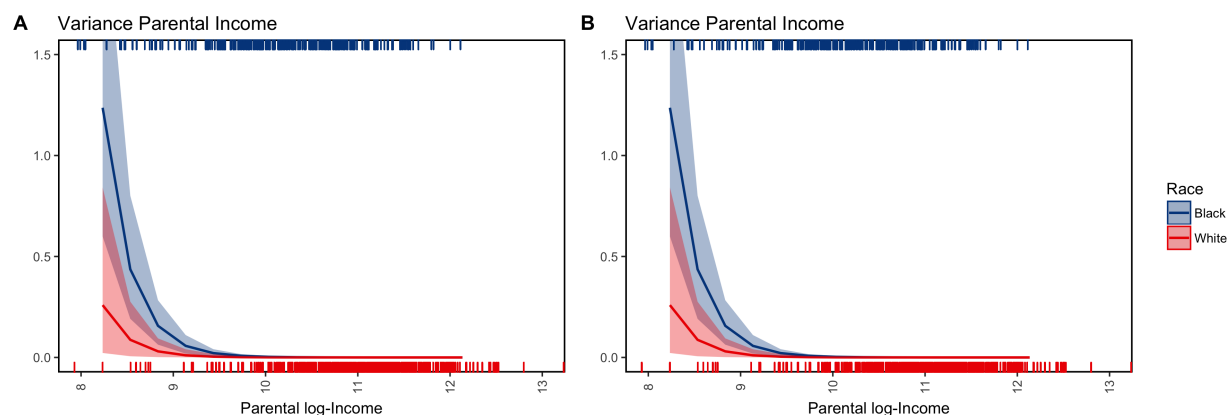 A Variance Parental Income
1.5
1.0
0.5
0.0
8 9 10 11 12 13
Parental log-Income
B Variance Parental Income
1.5
1.0
0.5
0.0
8 9 10 11 12 13
Parental log-Income
Race
Black
White